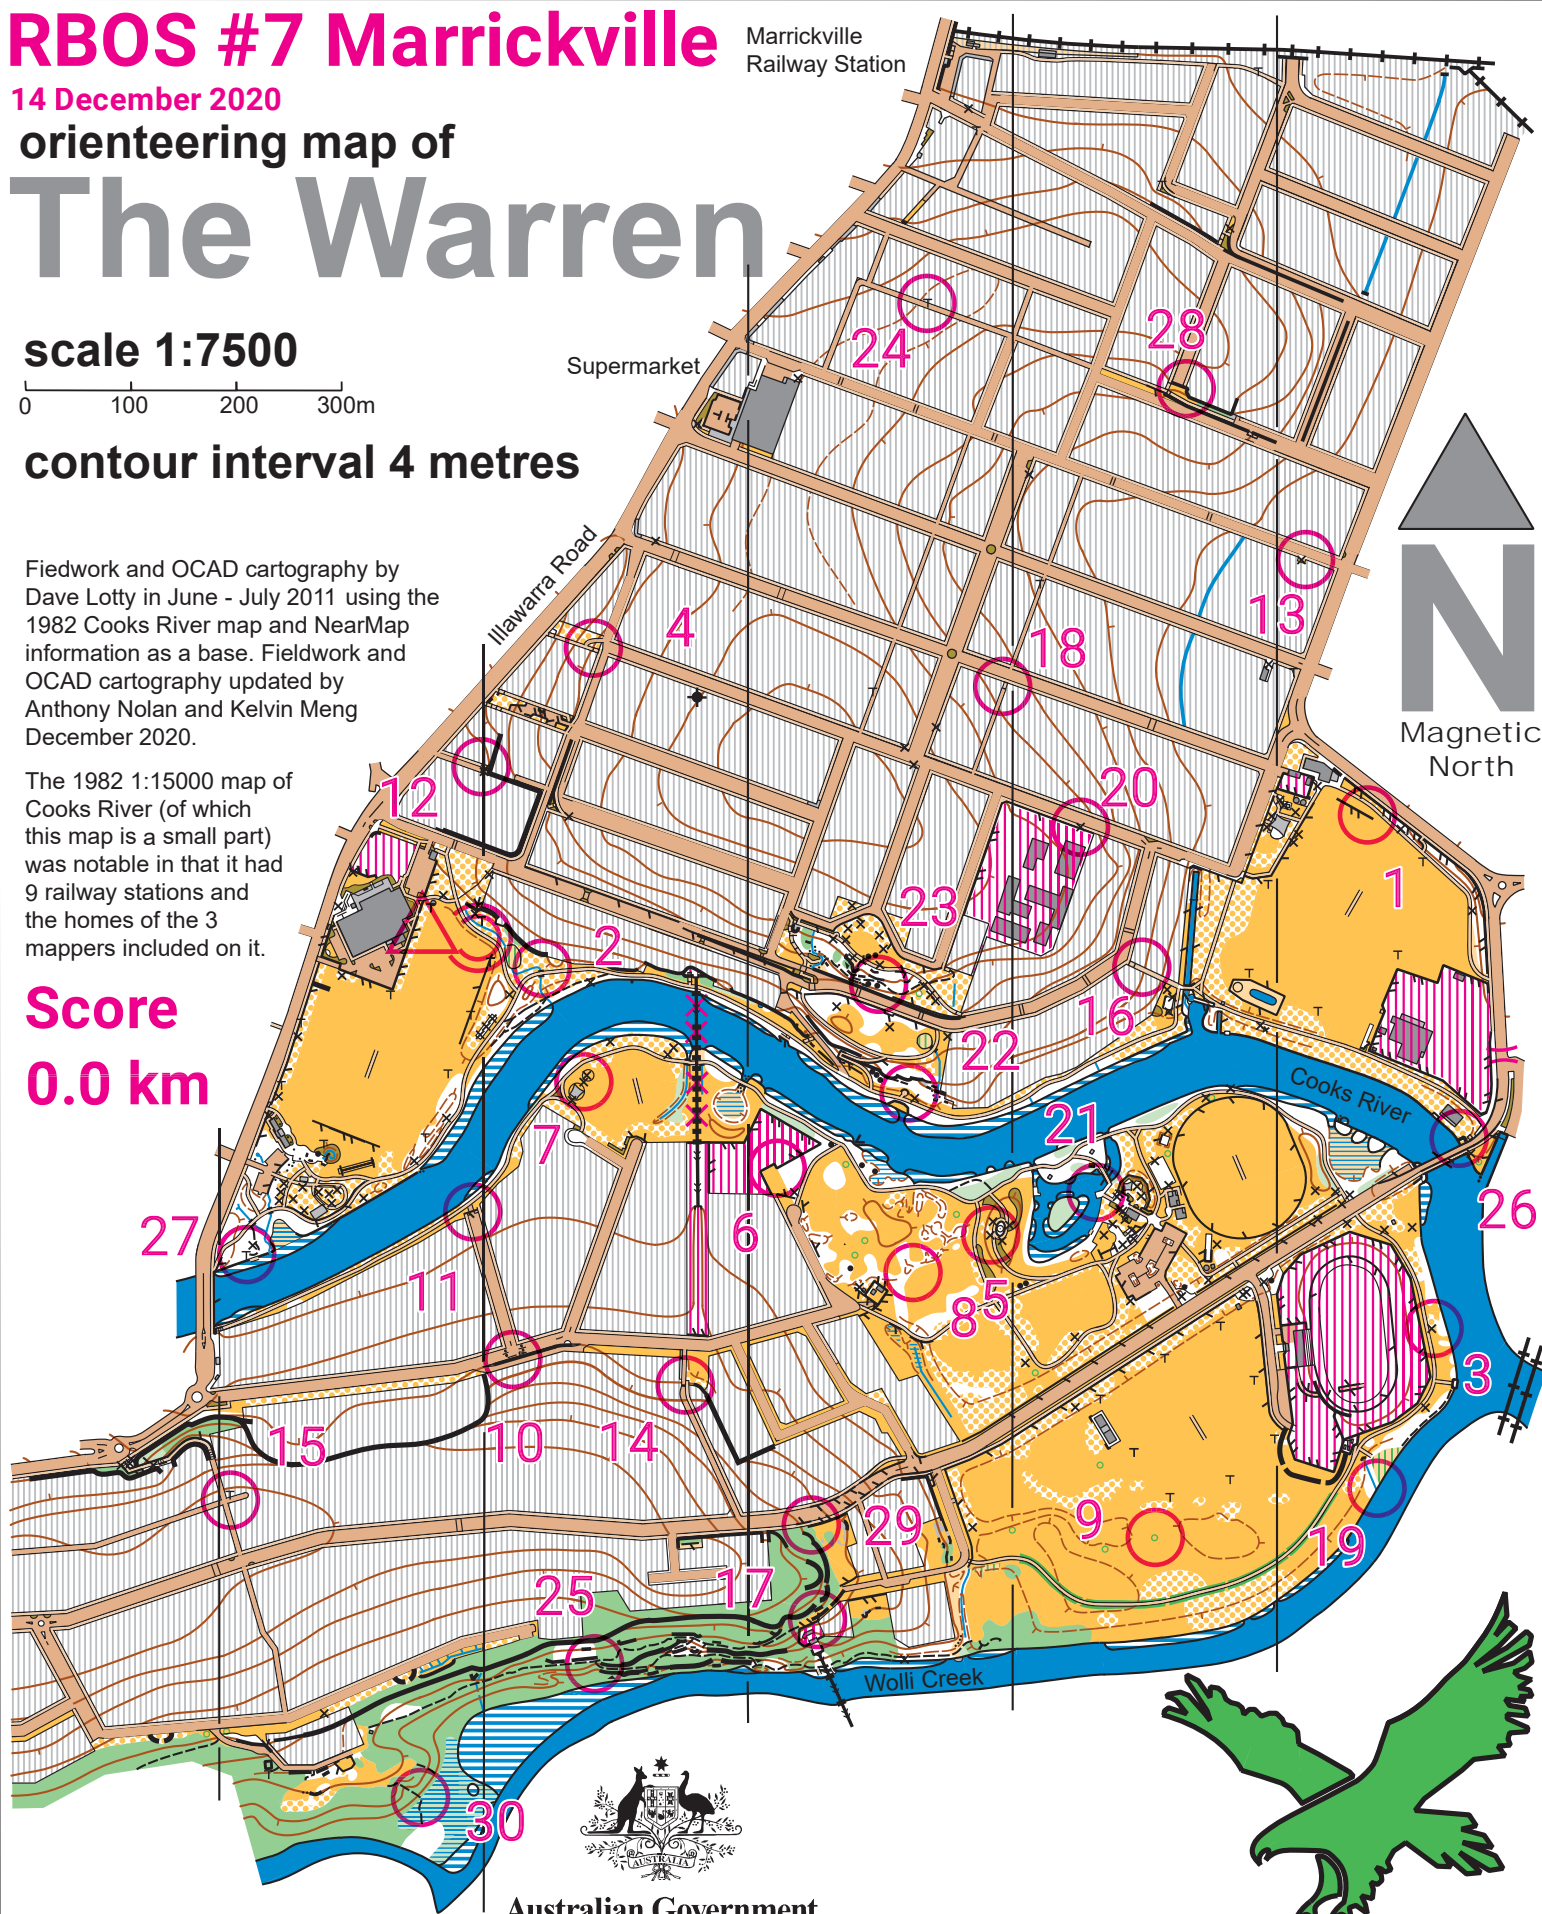 RBOS #7 Marrickville
14 December 2020
orienteering map of
The Warren
Marrickville
Railway Station
scale 1:7500
0 100 200 300m
contour interval 4 metres
Supermarket
Illawarra Road
Fiedwork and OCAD cartography by
Dave Lotty in June - July 2011 using the
1982 Cooks River map and NearMap
information as a base. Fieldwork and
OCAD cartography updated by
Anthony Nolan and Kelvin Meng
December 2020.
The 1982 1:15000 map of
Cooks River (of which
this map is a small part)
was notable in that it had
9 railway stations and
the homes of the 3
mappers included on it.
Score
0.0 km
N
Magnetic
North
24
28
13
4
18
12
20
1
23
2
16
22
Cooks River
21
7
26
27
6
11
5
8
3
15
10
14
9
29
19
17
25
Wolli Creek
30
AUSTRALIA
Australian Government